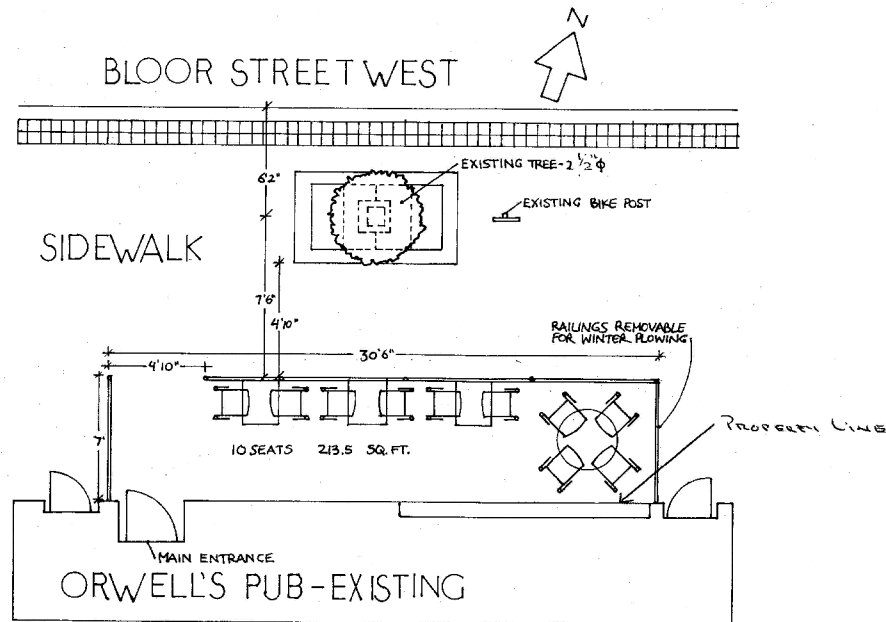 N
BLOOR STREET WEST
EXISTING TREE-2 1/2"φ
6'2"
EXISTING BIKE POST
SIDEWALK
7'6"
4'10"
RAILINGS REMOVABLE
FOR WINTER PLOWING
30'6"
4'10"
7'
10 SEATS 213.5 SQ. FT.
PROPERTY LINE
MAIN ENTRANCE
ORWELL'S PUB-EXISTING